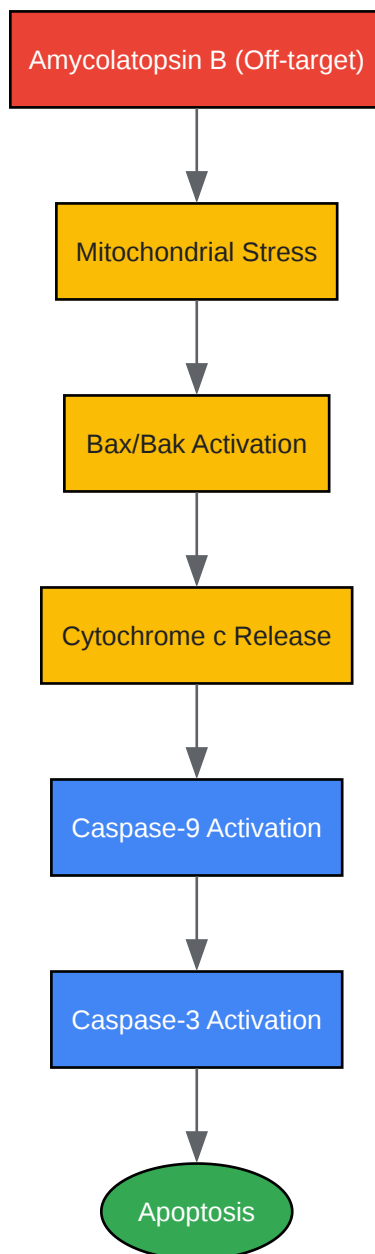 Amycolatopsin B (Off-target)
Mitochondrial Stress
Bax/Bak Activation
Cytochrome c Release
Caspase-9 Activation
Caspase-3 Activation
Apoptosis